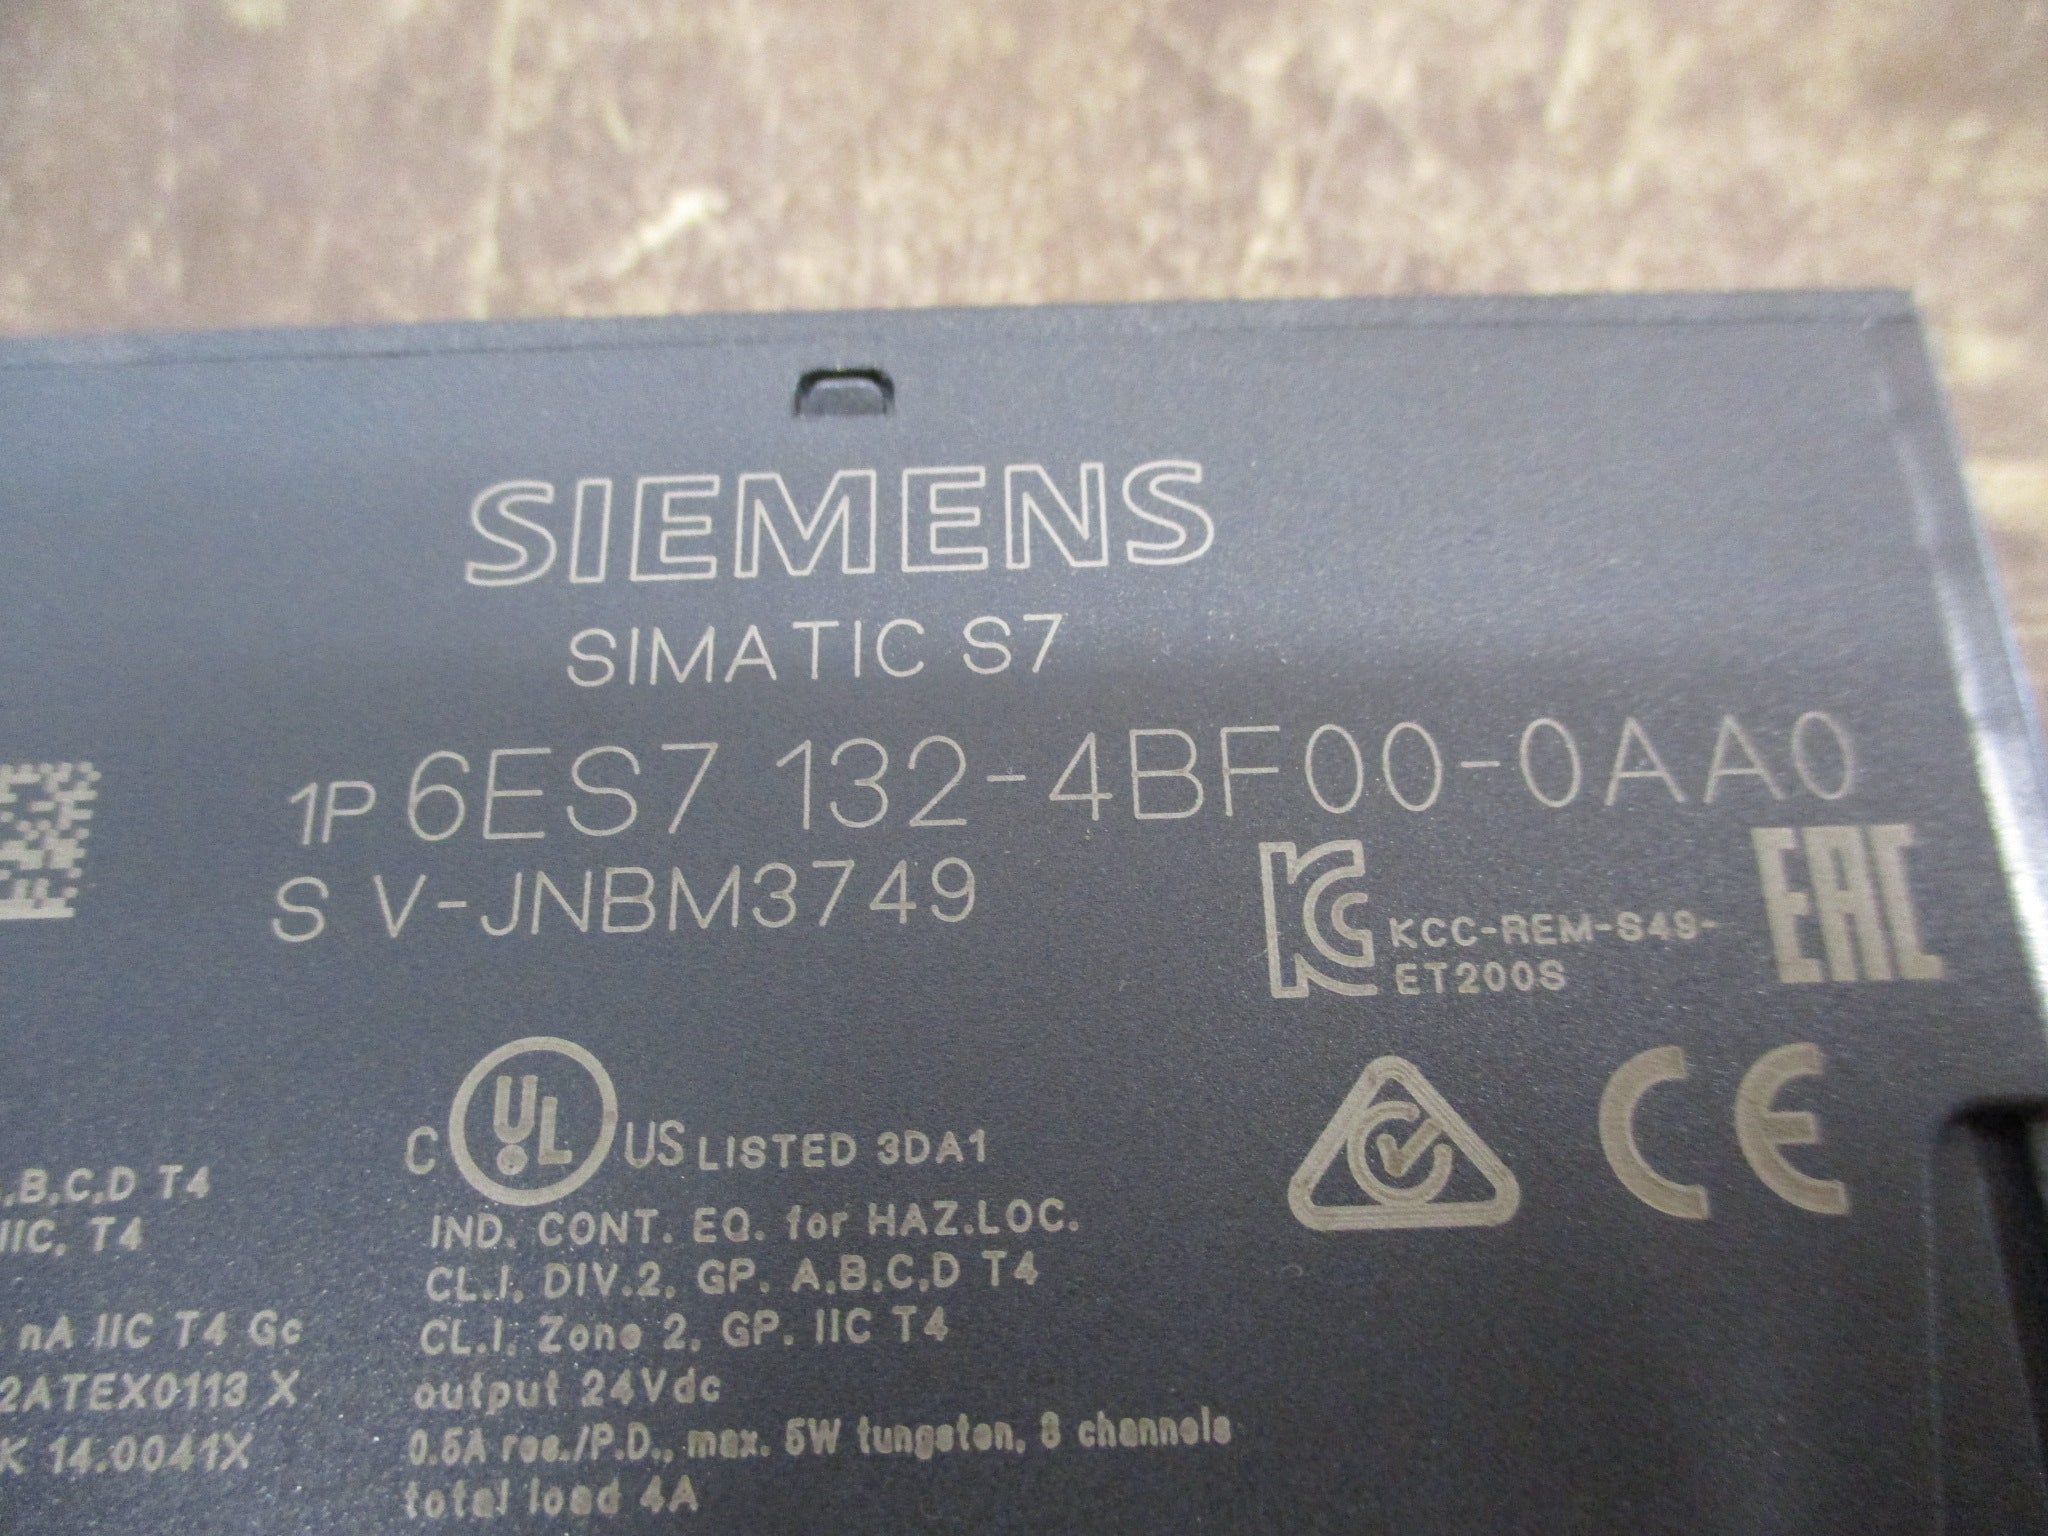 SIEMENS
SIMATIC S7
1P 6ES7 132-4BF00-0AA0
S V-JNBM3749
KCC-REM-S49-
ET200S
EAC
C UL US LISTED 3DA1
CE
IND. CONT. EQ. for HAZ.LOC.
CL.I, DIV.2, GP. A,B,C,D T4
CL.I, Zone 2, GP. IIC T4
output 24Vdc
0.5A res./P.D., max. 5W tungsten, 8 channels
total load 4A
,B,C,D T4
IIC, T4
nA IIC T4 Gc
2ATEX0113 X
K 14.0041X